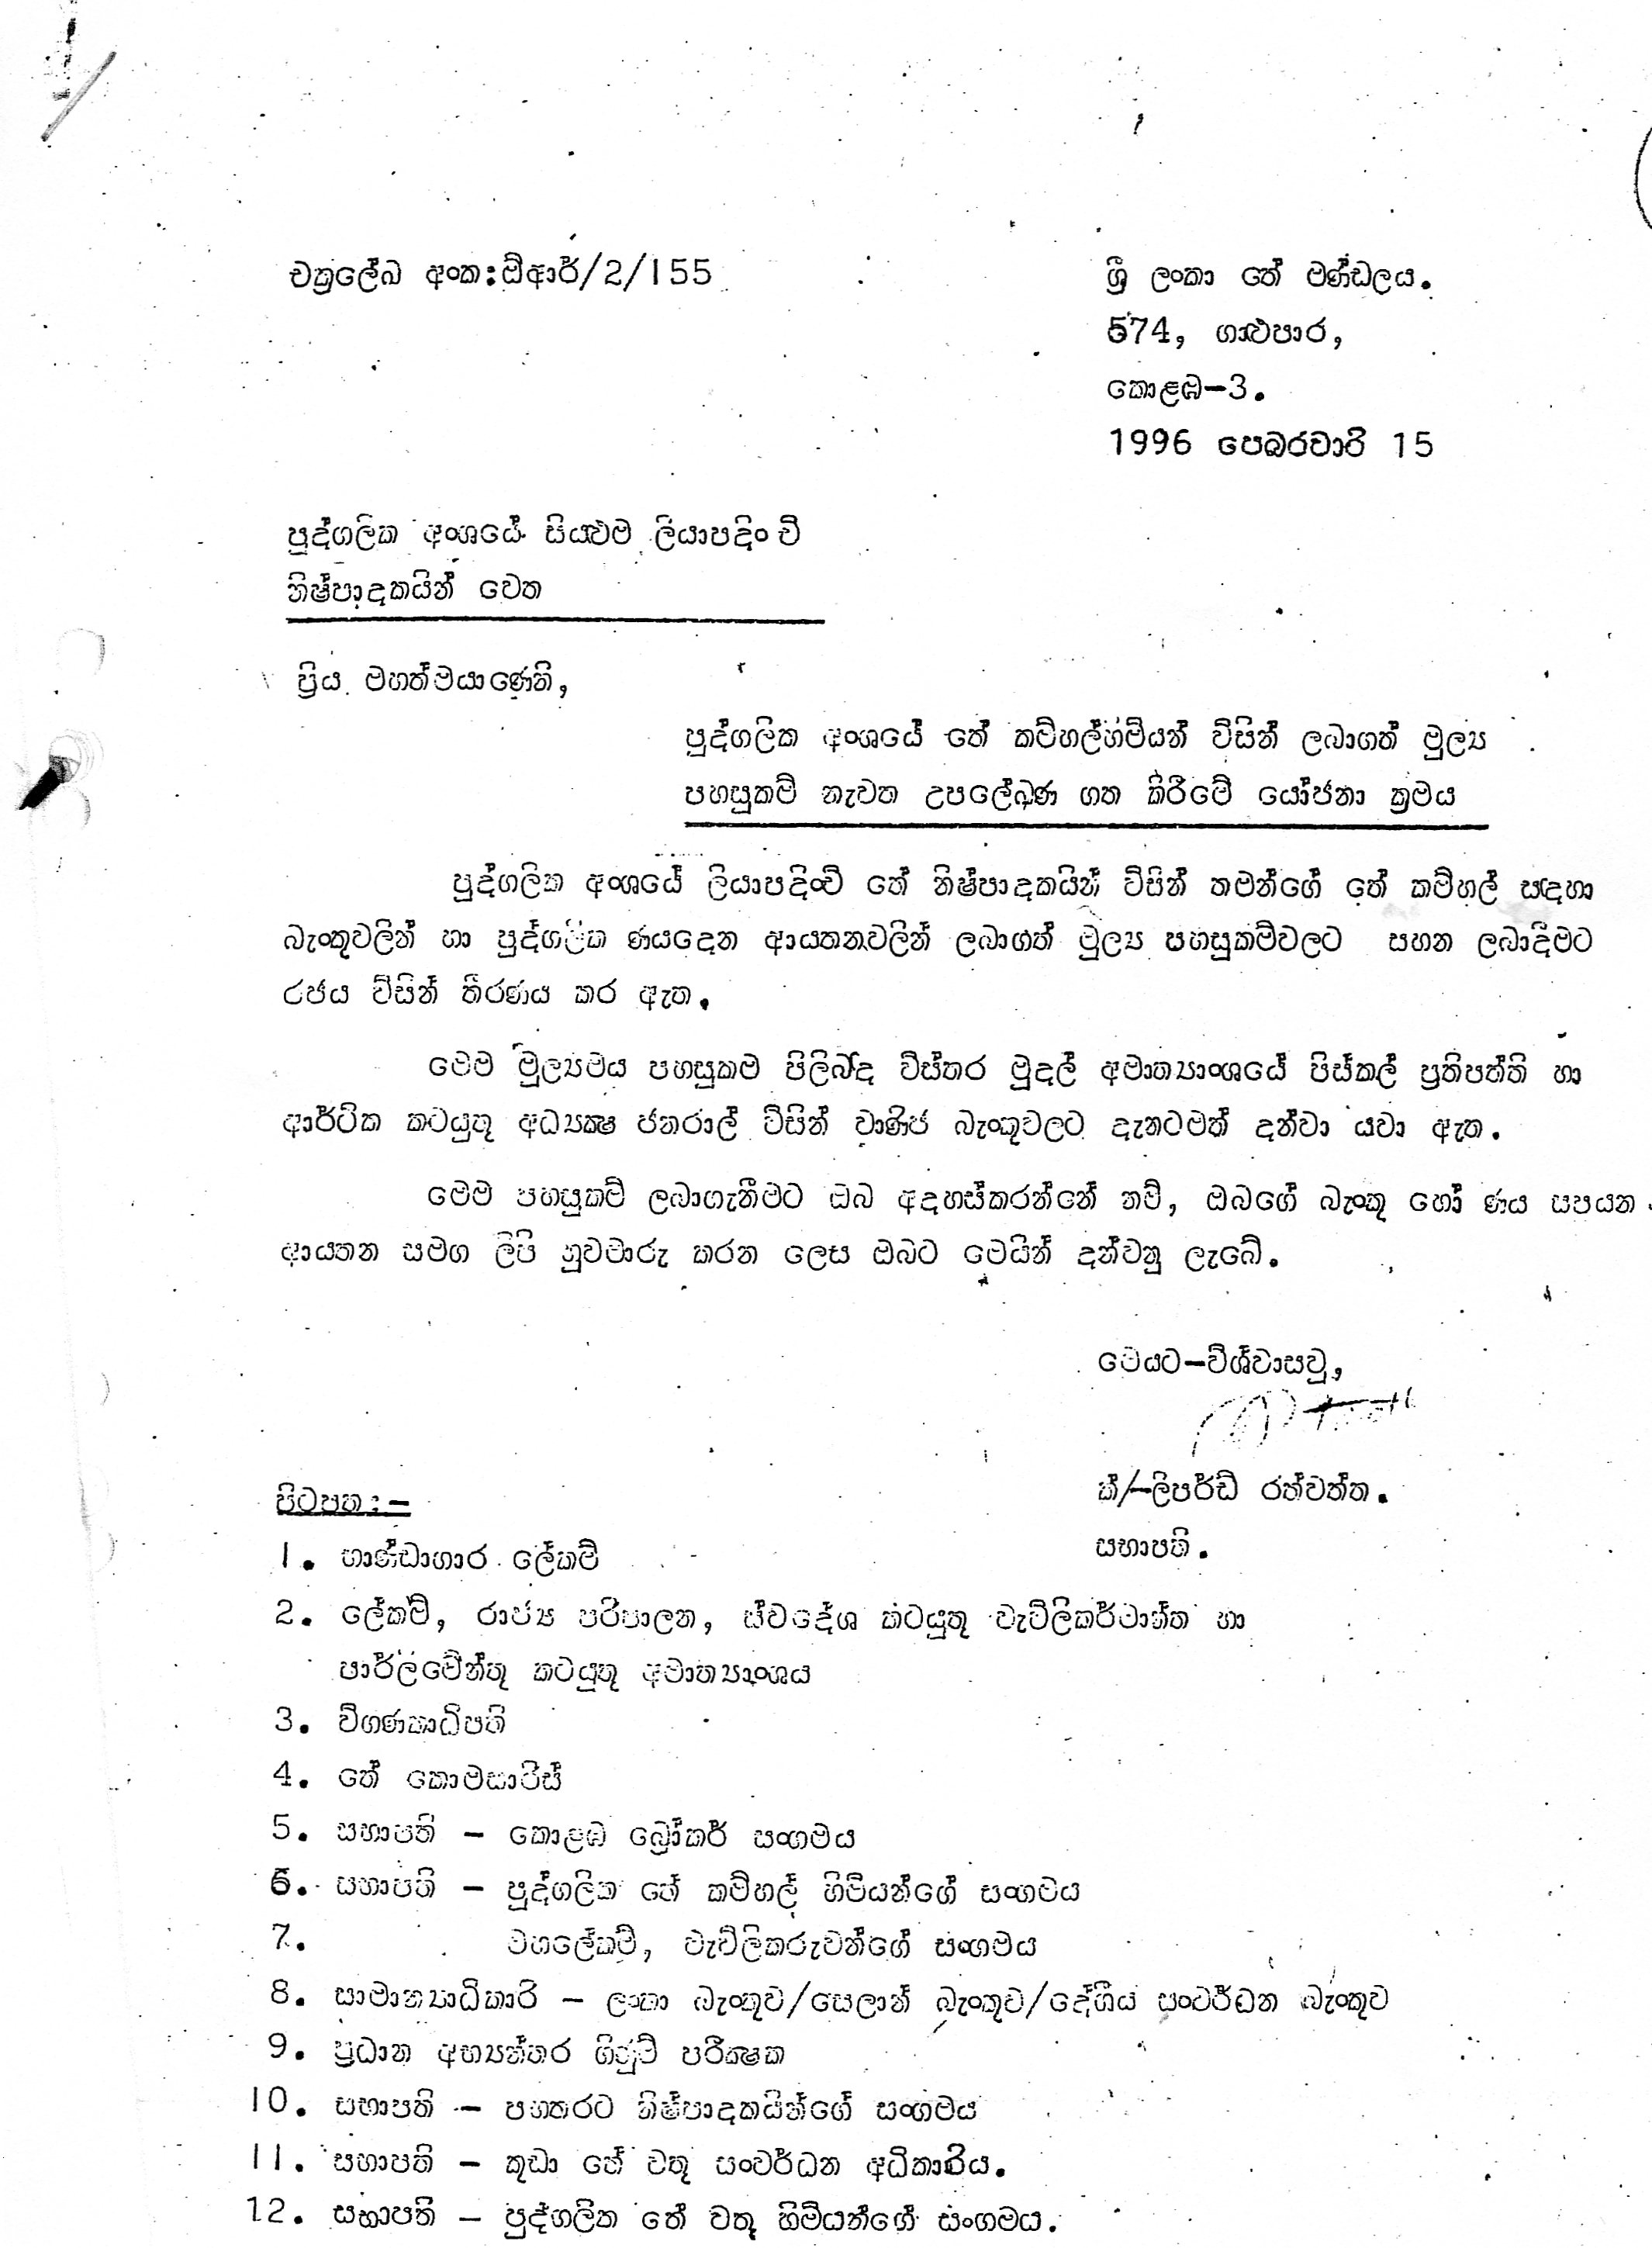 චක්‍රලේඛ අංක:ඕආර්/2/155
ශ්‍රී ලංකා තේ මණ්ඩලය.
574, ගාළුපාර,
කොළඹ-3.
1996 පෙබරවාරි 15
පුද්ගලික අංශයේ සියළුම ලියාපදිංචි
නිෂ්පාදකයින් වෙත
ප්‍රිය මහත්මයාණෙනි,
පුද්ගලික අංශයේ තේ කම්හල්හිමියන් විසින් ලබාගත් මූල්‍ය
පහසුකම් නැවත උපලේඛණ ගත කිරීමේ යෝජනා ක්‍රමය
පුද්ගලික අංශයේ ලියාපදිංචි තේ නිෂ්පාදකයින් විසින් තමන්ගේ තේ කම්හල් සඳහා
බැංකුවලින් හා පුද්ගලික ණයදෙන ආයතනවලින් ලබාගත් මූල්‍ය පහසුකම්වලට සහන ලබාදීමට
රජය විසින් තීරණය කර ඇත.
මෙම මූල්‍යමය පහසුකම පිලිබඳ විස්තර මුදල් අමාත්‍යාංශයේ පිස්කල් ප්‍රතිපත්ති හා
ආර්ථික කටයුතු අධ්‍යක්ෂ ජනරාල් විසින් වාණිජ බැංකුවලට දැනටමත් දන්වා යවා ඇත.
මෙම පහසුකම් ලබාගැනීමට ඔබ අදහස්කරන්නේ නම්, ඔබගේ බැංකු හෝ ණය සපයන
ආයතන සමග ලිපි හුවමාරු කරන ලෙස ඔබට මෙයින් දන්වනු ලැබේ.
මෙයට-විශ්වාසවූ,
ක්/-ලිපර්ඩ් රත්වත්ත.
සභාපති.
පිටපත:-
1. භාණ්ඩාගාර ලේකම්
2. ලේකම්, රාජ්‍ය පරිපාලන, ස්වදේශ කටයුතු වැවිලිකර්මාන්ත හා
පාර්ලමේන්තු කටයුතු අමාත්‍යාංශය
3. විගණකාධිපති
4. තේ කොමසාරිස්
5. සභාපති - කොළඹ බ්‍රෝකර් සංගමය
6. සභාපති - පුද්ගලික තේ කම්හල් හිමියන්ගේ සංගමය
7. මහලේකම්, වැවිලිකරුවන්ගේ සංගමය
8. සාමාන්‍යාධිකාරි - ලංකා බැංකුව/සෙලාන් බැංකුව/දේශීය සංවර්ධන බැංකුව
9. ප්‍රධාන අභ්‍යන්තර ගිණුම් පරීක්ෂක
10. සභාපති - පහතරට නිෂ්පාදකයින්ගේ සංගමය
11. සභාපති - කුඩා තේ වතු සංවර්ධන අධිකාරිය.
12. සභාපති - පුද්ගලික තේ වතු හිමියන්ගේ සංගමය.